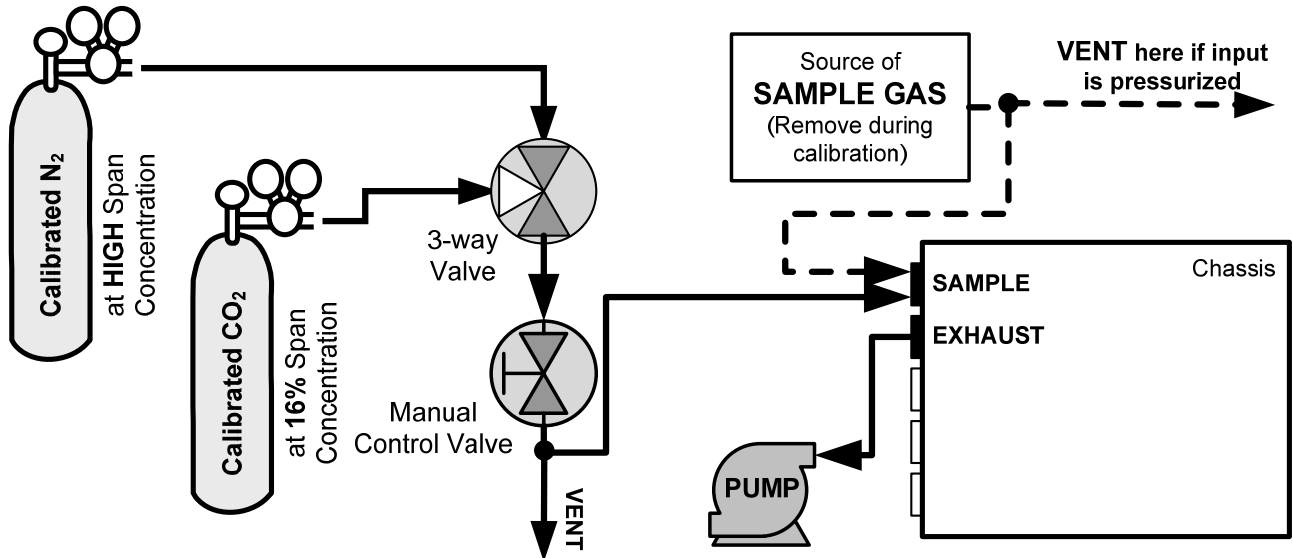 Calibrated N₂
at HIGH Span
Concentration
Calibrated CO₂
at 16% Span
Concentration
3-way
Valve
Manual
Control Valve
VENT
Source of
SAMPLE GAS
(Remove during
calibration)
VENT here if input
is pressurized
Chassis
SAMPLE
EXHAUST
PUMP